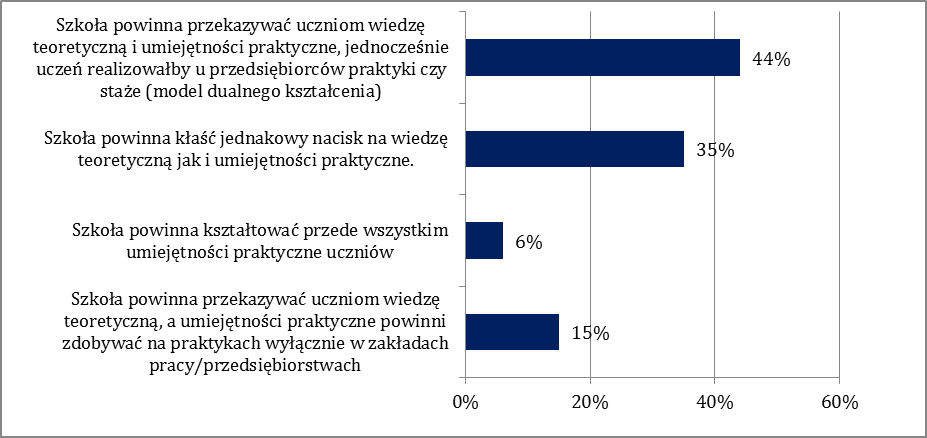 Szkoła powinna przekazywać uczniom wiedzę
teoretyczną i umiejętności praktyczne, jednocześnie
uczeń realizowałby u przedsiębiorców praktyki czy
staże (model dualnego kształcenia)
44%
Szkoła powinna kłaść jednakowy nacisk na wiedzę
teoretyczną jak i umiejętności praktyczne.
35%
Szkoła powinna kształtować przede wszystkim
umiejętności praktyczne uczniów
6%
Szkoła powinna przekazywać uczniom wiedzę
teoretyczną, a umiejętności praktyczne powinni
zdobywać na praktykach wyłącznie w zakładach
pracy/przedsiębiorstwach
15%
0% 20% 40% 60%